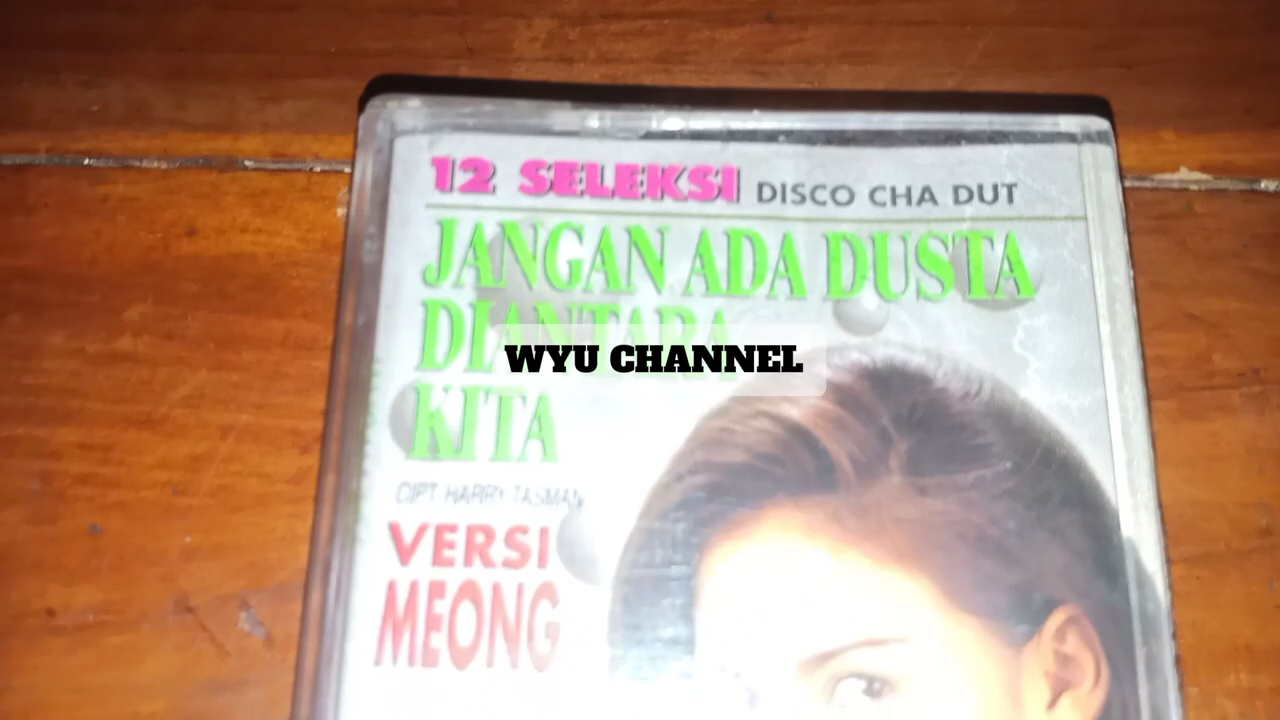 12 SELEKSI DISCO CHA DUT
JANGAN ADA DUSTA
DIANTARA
WYU CHANNEL
KITA
CIPT HARRY TASMAN
VERSI
MEONG